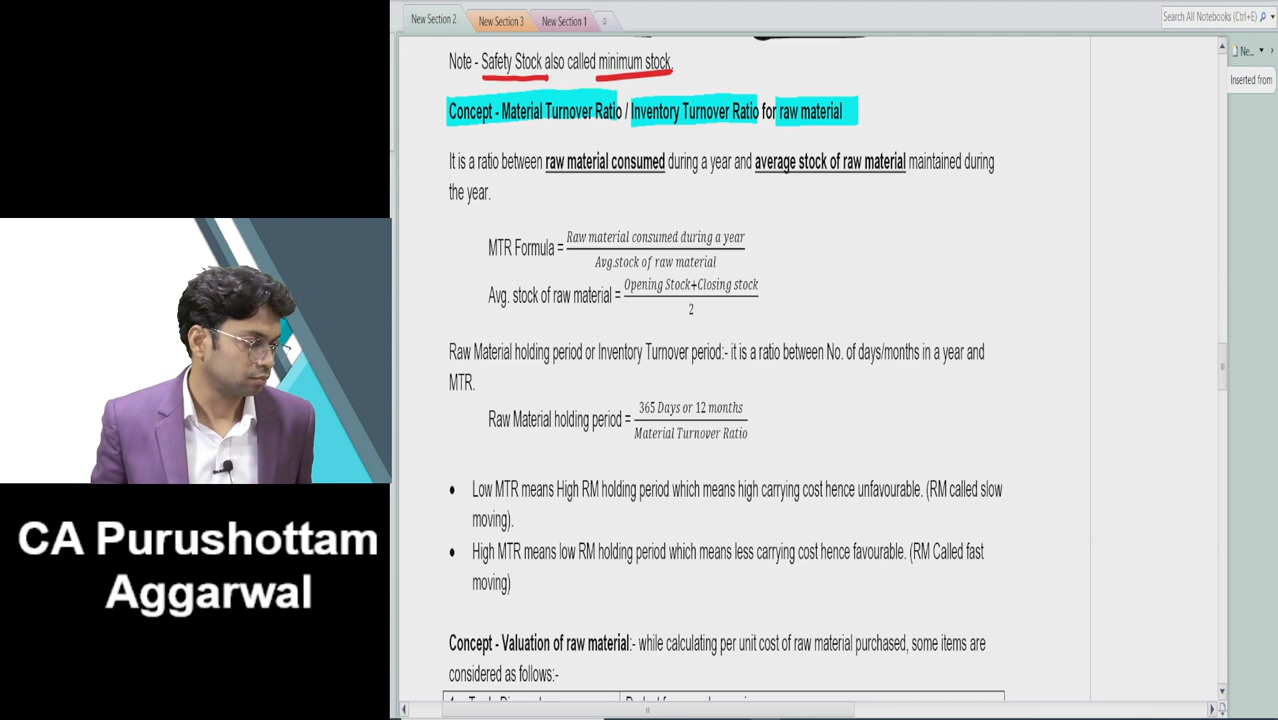 New Section 2
New Section 3
New Section 1
Search All Notebooks (Ctrl+E)
Ne...
Inserted from
Note - Safety Stock also called minimum stock.
Concept - Material Turnover Ratio / Inventory Turnover Ratio for raw material
It is a ratio between raw material consumed during a year and average stock of raw material maintained during
the year.
MTR Formula = Raw material consumed during a year
Avg.stock of raw material
Avg. stock of raw material = Opening Stock+Closing stock
2
Raw Material holding period or Inventory Turnover period:- it is a ratio between No. of days/months in a year and
MTR.
Raw Material holding period = 365 Days or 12 months
Material Turnover Ratio
• Low MTR means High RM holding period which means high carrying cost hence unfavourable. (RM called slow
moving).
• High MTR means low RM holding period which means less carrying cost hence favourable. (RM Called fast
moving)
Concept - Valuation of raw material:- while calculating per unit cost of raw material purchased, some items are
considered as follows:-
CA Purushottam
Aggarwal